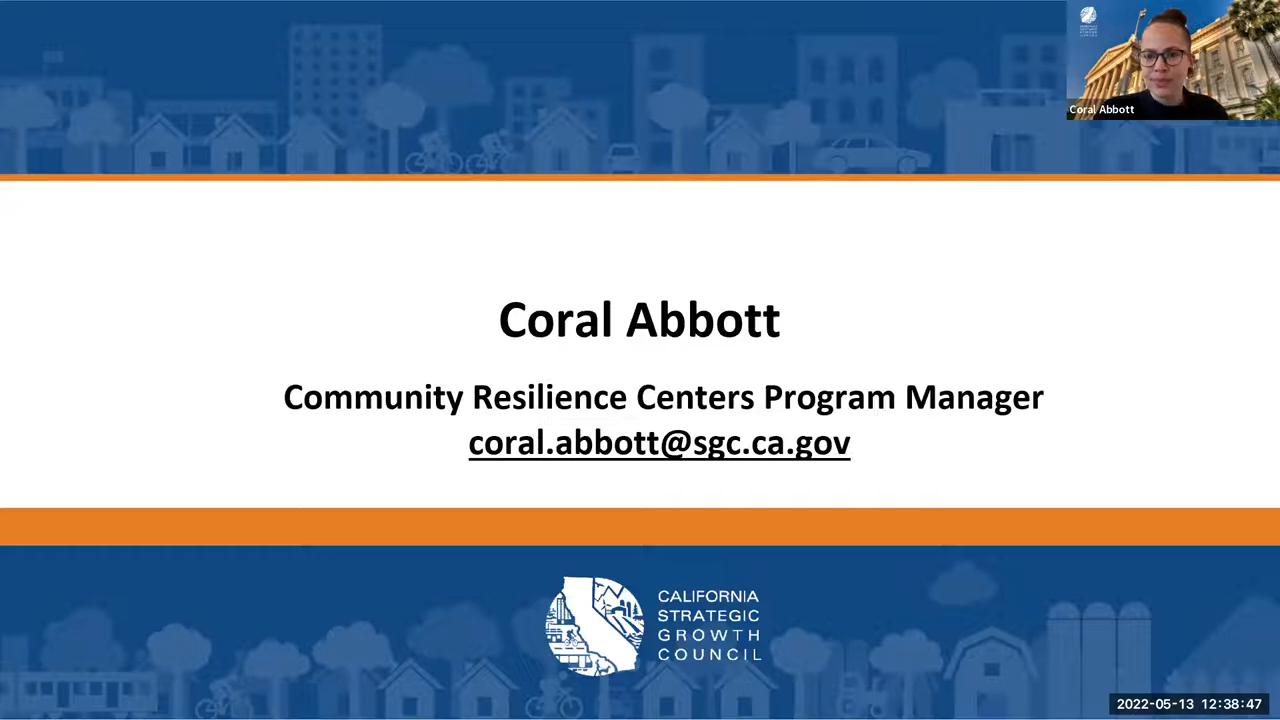 Coral Abbott
Coral Abbott
Community Resilience Centers Program Manager
coral.abbott@sgc.ca.gov
CALIFORNIA
STRATEGIC
GROWTH
COUNCIL
2022-05-13 12:38:47